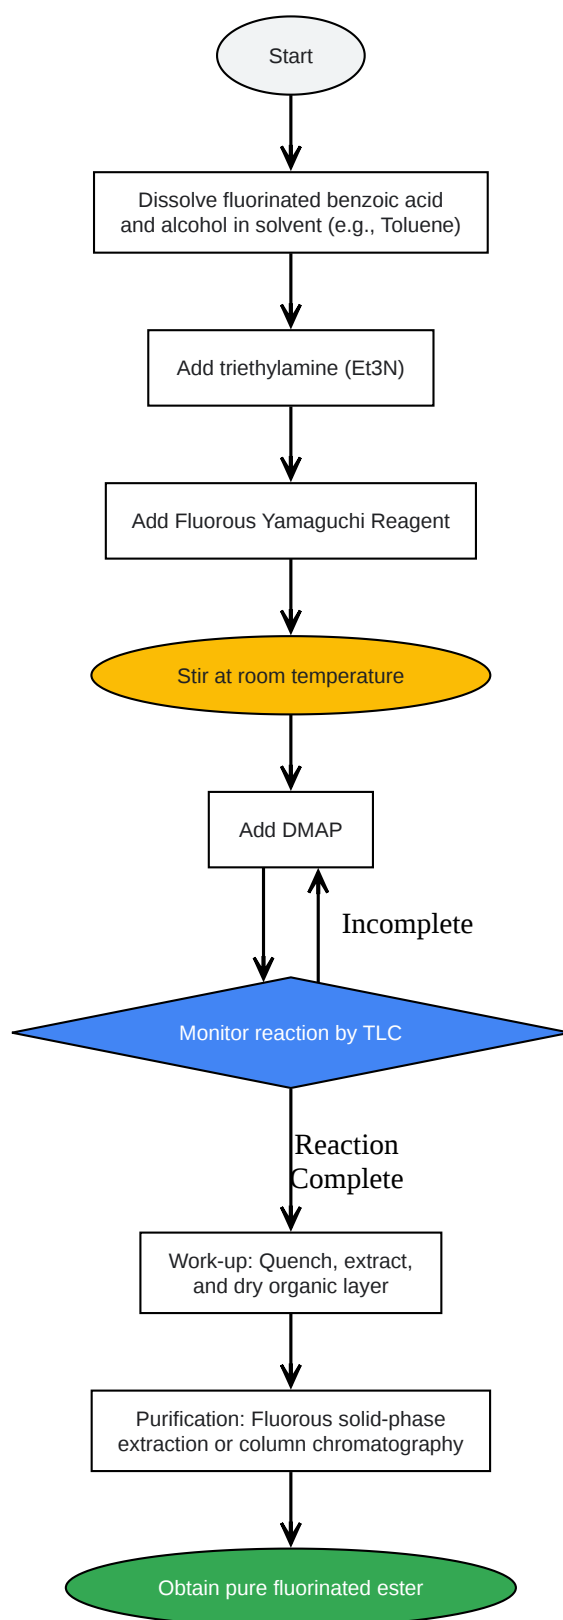 Start
Dissolve fluorinated benzoic acid
and alcohol in solvent (e.g., Toluene)
Add triethylamine (Et3N)
Add Fluorous Yamaguchi Reagent
Stir at room temperature
Add DMAP
Incomplete
Monitor reaction by TLC
Reaction
Complete
Work-up: Quench, extract,
and dry organic layer
Purification: Fluorous solid-phase
extraction or column chromatography
Obtain pure fluorinated ester